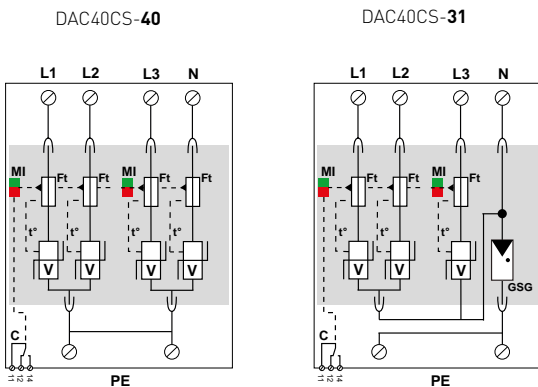 DAC40CS-40
L1 L2 L3 N
MI Ft Ft MI Ft Ft
t° t° t° t°
V V V V
C
11 12 14
PE
DAC40CS-31
L1 L2 L3 N
MI Ft Ft MI Ft
t° t° t°
V V V
GSG
C
11 12 14
PE